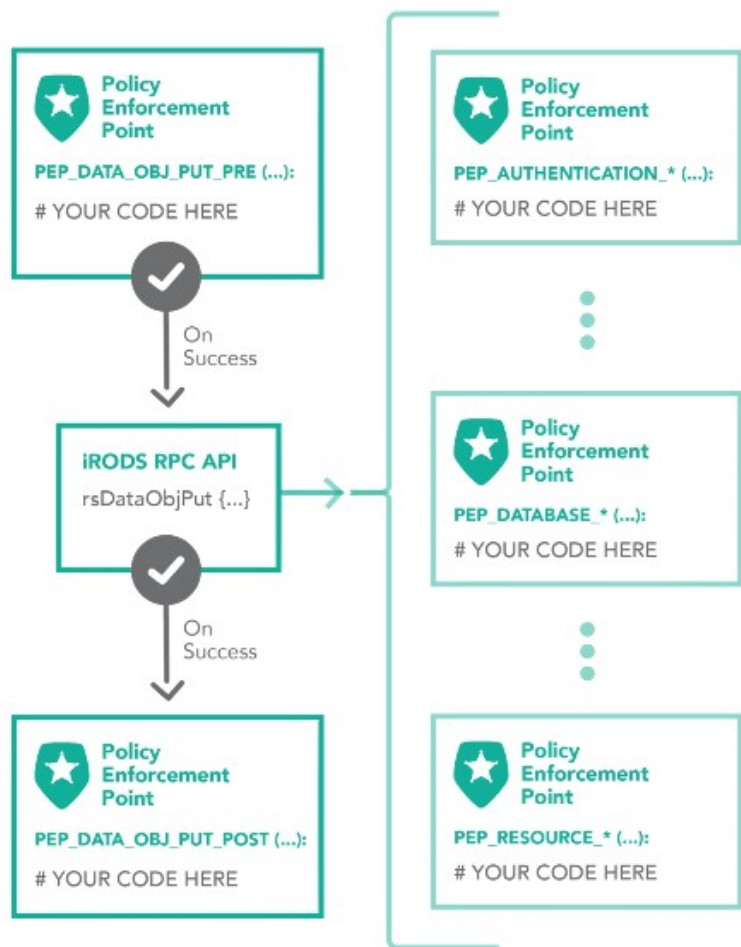 Policy
Enforcement
Point
PEP_DATA_OBJ_PUT_PRE (...):
# YOUR CODE HERE
On
Success
iRODS RPC API
rsDataObjPut {...}
On
Success
Policy
Enforcement
Point
PEP_DATA_OBJ_PUT_POST (...):
# YOUR CODE HERE
Policy
Enforcement
Point
PEP_AUTHENTICATION_* (...):
# YOUR CODE HERE
Policy
Enforcement
Point
PEP_DATABASE_* (...):
# YOUR CODE HERE
Policy
Enforcement
Point
PEP_RESOURCE_* (...):
# YOUR CODE HERE